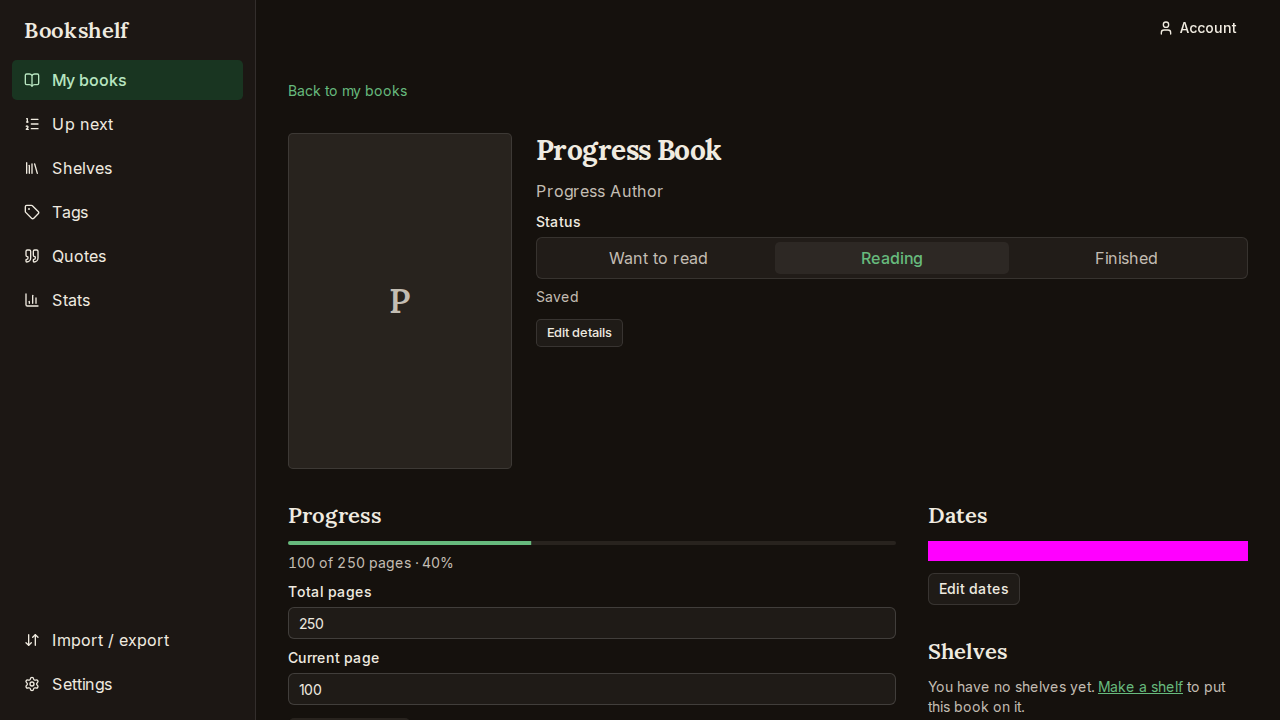 Bookshelf
My books
Up next
Shelves
Tags
Quotes
Stats
Import / export
Settings
Account
Back to my books
P
Progress Book
Progress Author
Status
Want to read
Reading
Finished
Saved
Edit details
Progress
100 of 250 pages · 40%
Total pages
250
Current page
100
Dates
Edit dates
Shelves
You have no shelves yet. Make a shelf to put
this book on it.